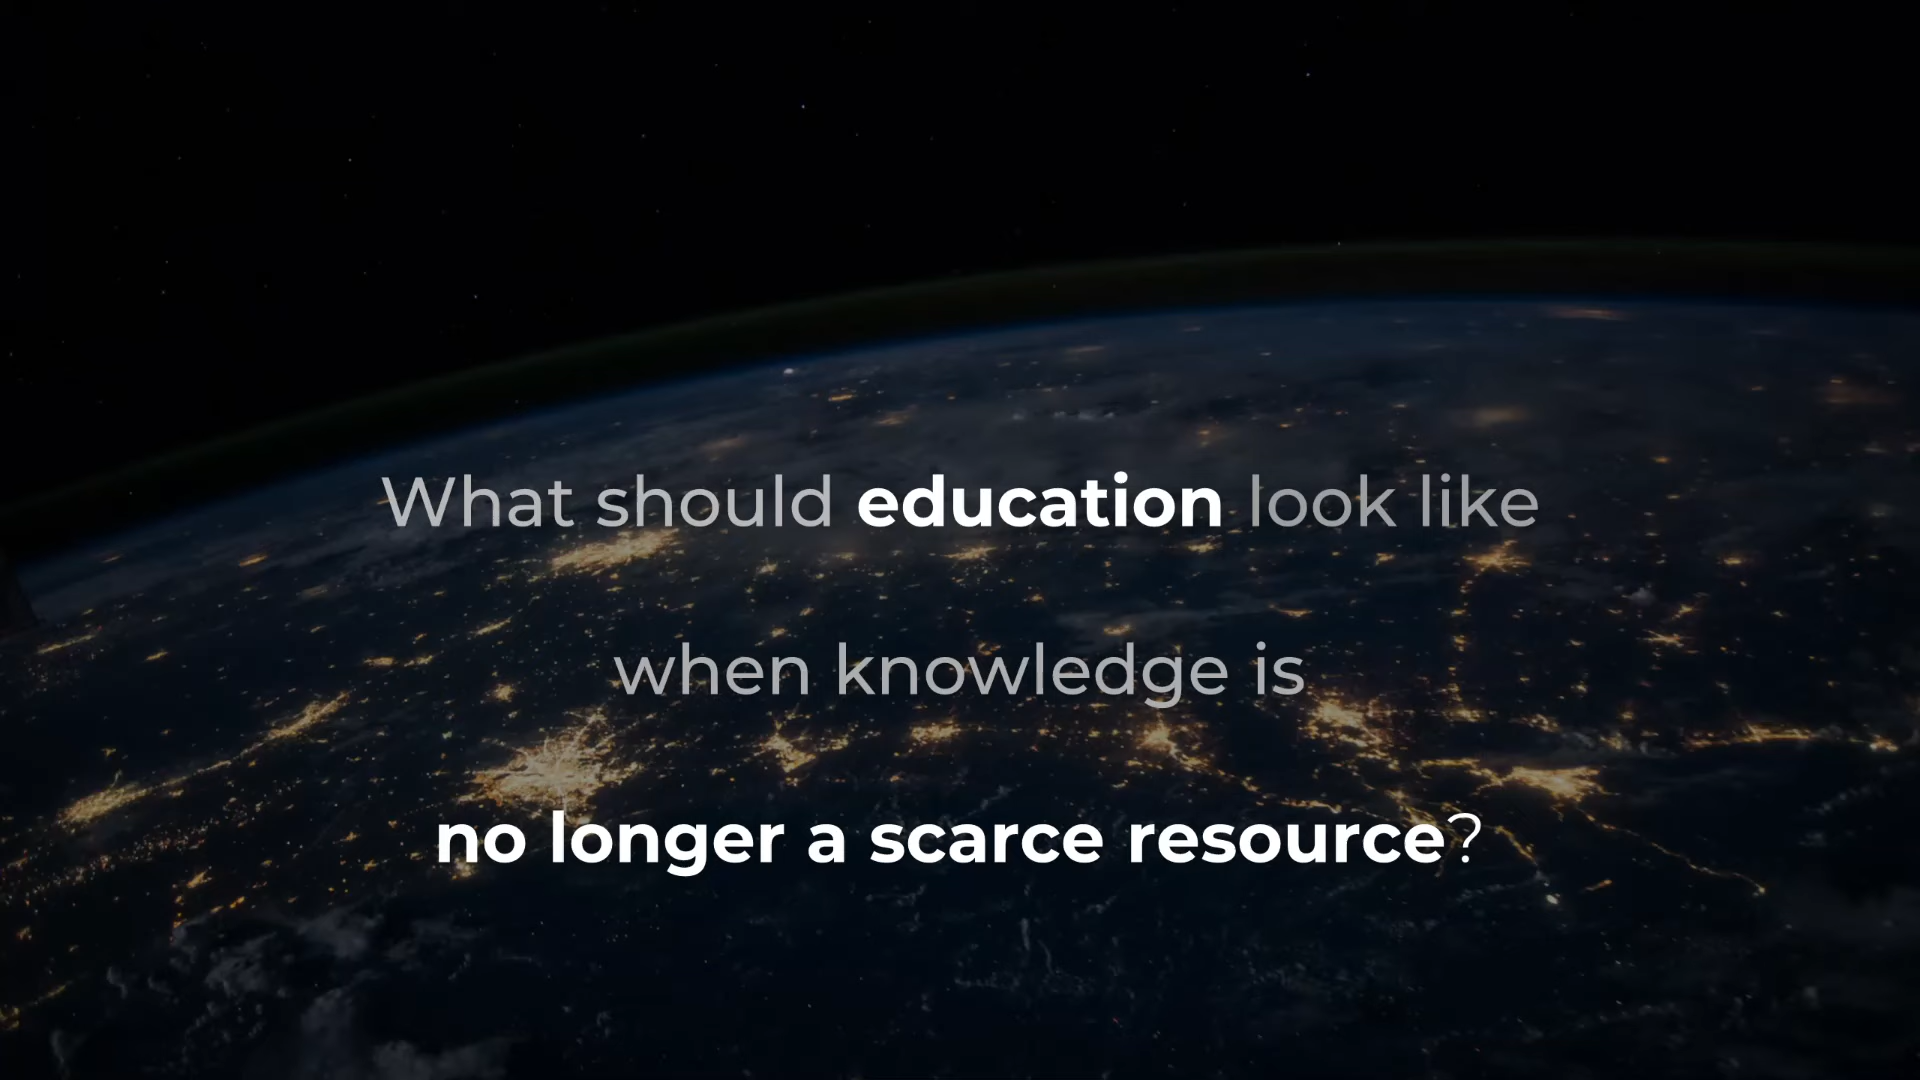 What should education look like
when knowledge is
no longer a scarce resource?